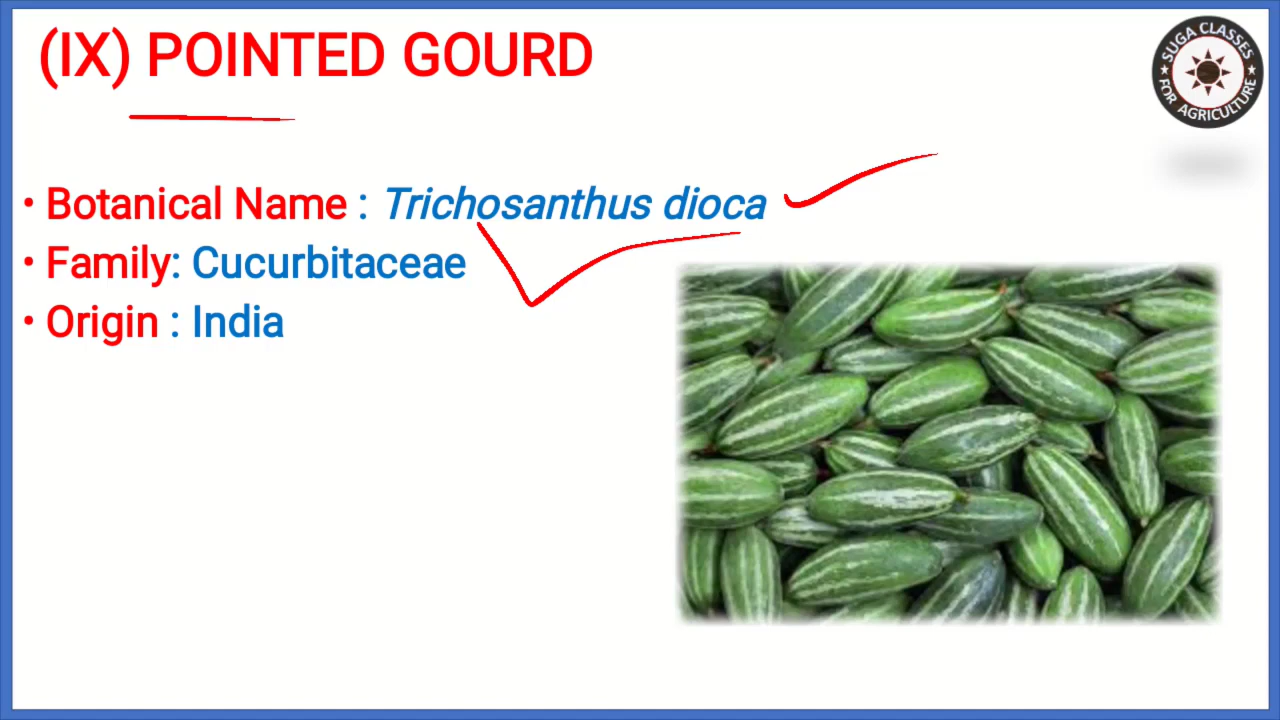 (IX) POINTED GOURD
SUGA CLASSES
FOR AGRICULTURE
• Botanical Name : Trichosanthus dioca
• Family: Cucurbitaceae
• Origin : India